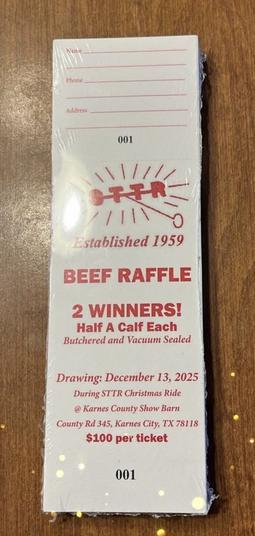 Name
Phone
Address
001
STTR
Established 1959
BEEF RAFFLE
2 WINNERS!
Half A Calf Each
Butchered and Vacuum Sealed
Drawing: December 13, 2025
During STTR Christmas Ride
@ Karnes County Show Barn
County Rd 345, Karnes City, TX 78118
$100 per ticket
001